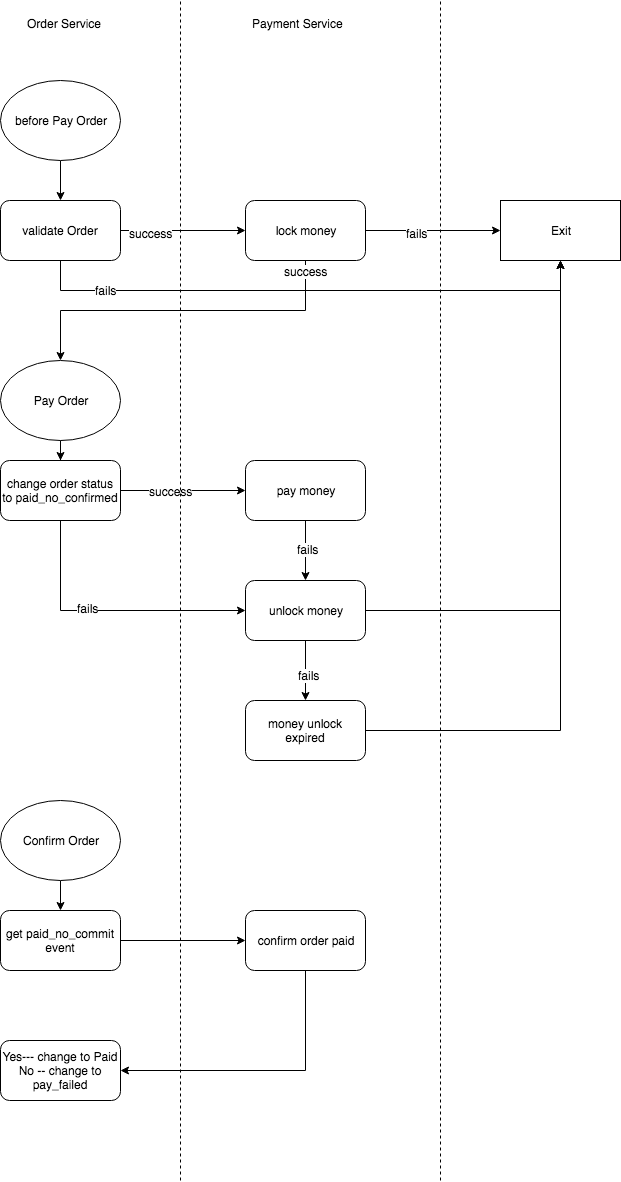 Order Service
Payment Service
before Pay Order
validate Order
success
lock money
fails
Exit
success
fails
Pay Order
change order status
to paid_no_confirmed
success
pay money
fails
fails
unlock money
fails
money unlock
expired
Confirm Order
get paid_no_commit
event
confirm order paid
Yes--- change to Paid
No -- change to
pay_failed